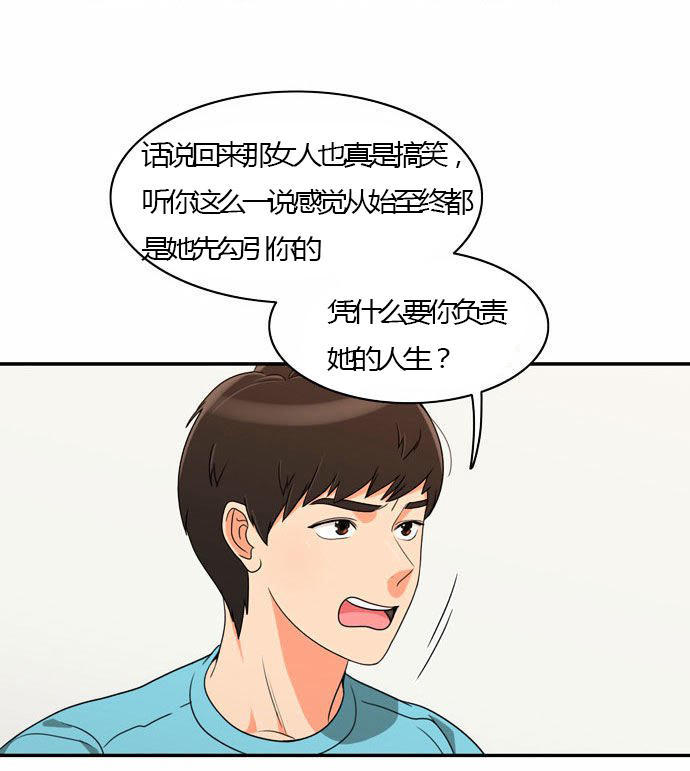 话说回来那女人也真是搞笑，
听你这么一说感觉从始至终都
是她先勾引你的
凭什么要你负责
她的人生？